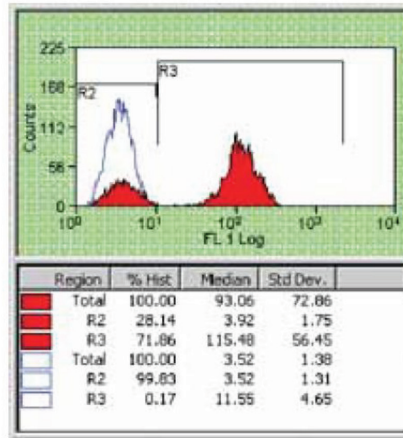 225
168
113
56
0
Counts
R2
R3
10⁰ 10¹ 10² 10³ 10⁴
FL 1 Log
Region % Hist Median Std Dev.
Total 100.00 93.06 72.86
R2 28.14 3.92 1.75
R3 71.86 115.48 56.45
Total 100.00 3.52 1.38
R2 99.83 3.52 1.31
R3 0.17 11.55 4.65